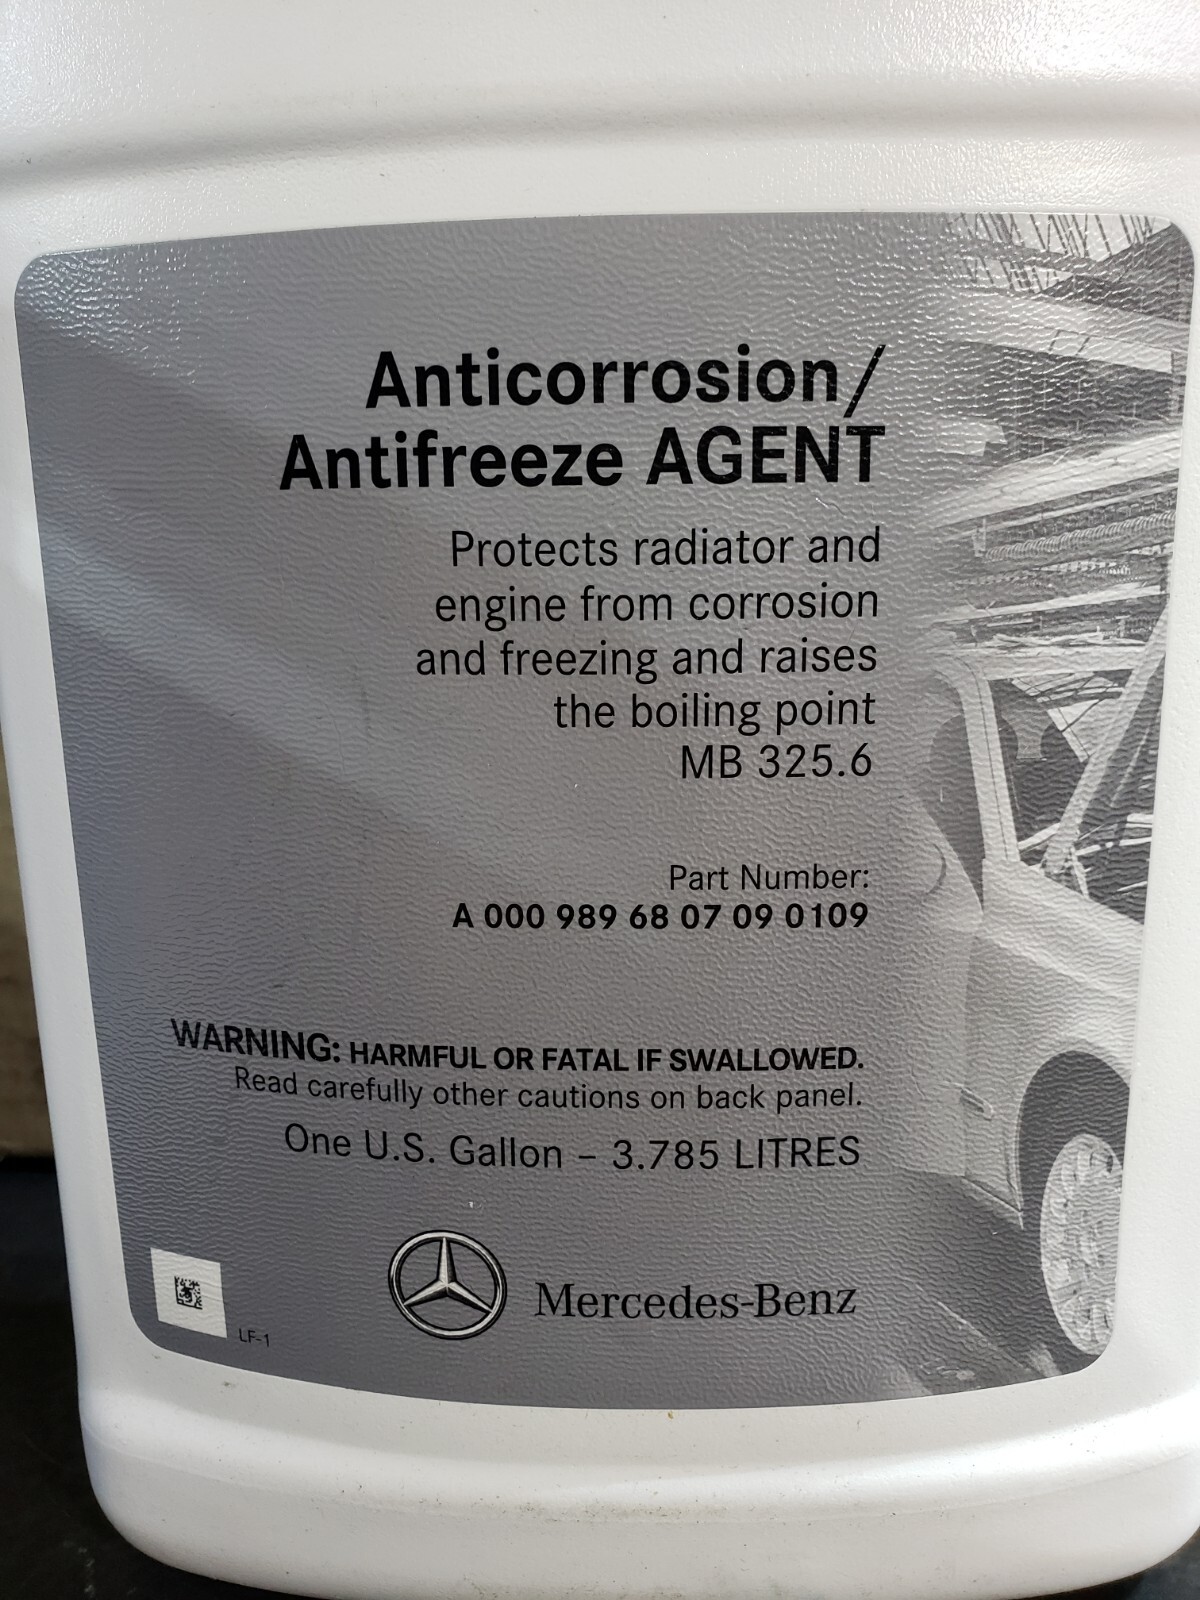 Anticorrosion/
Antifreeze AGENT
Protects radiator and
engine from corrosion
and freezing and raises
the boiling point
MB 325.6
Part Number:
A 000 989 68 07 09 0109
WARNING: HARMFUL OR FATAL IF SWALLOWED.
Read carefully other cautions on back panel.
One U.S. Gallon – 3.785 LITRES
Mercedes-Benz
LF-1